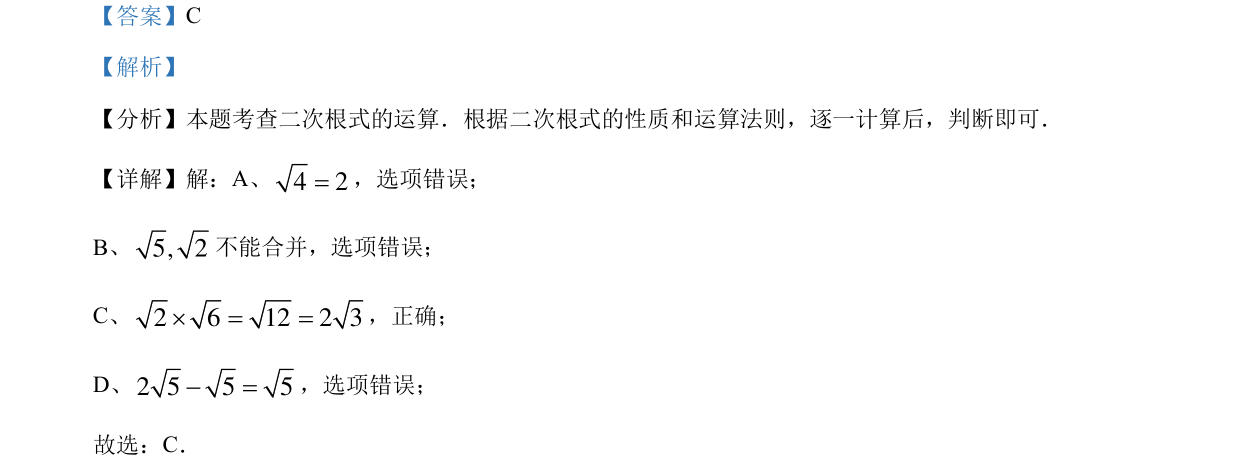 【答案】C
【解析】
【分析】本题考查二次根式的运算．根据二次根式的性质和运算法则，逐一计算后，判断即可．
【详解】解：A、√4 = 2，选项错误；
B、√5,√2 不能合并，选项错误；
C、√2×√6 = √12 = 2√3，正确；
D、2√5－√5 = √5，选项错误；
故选：C．